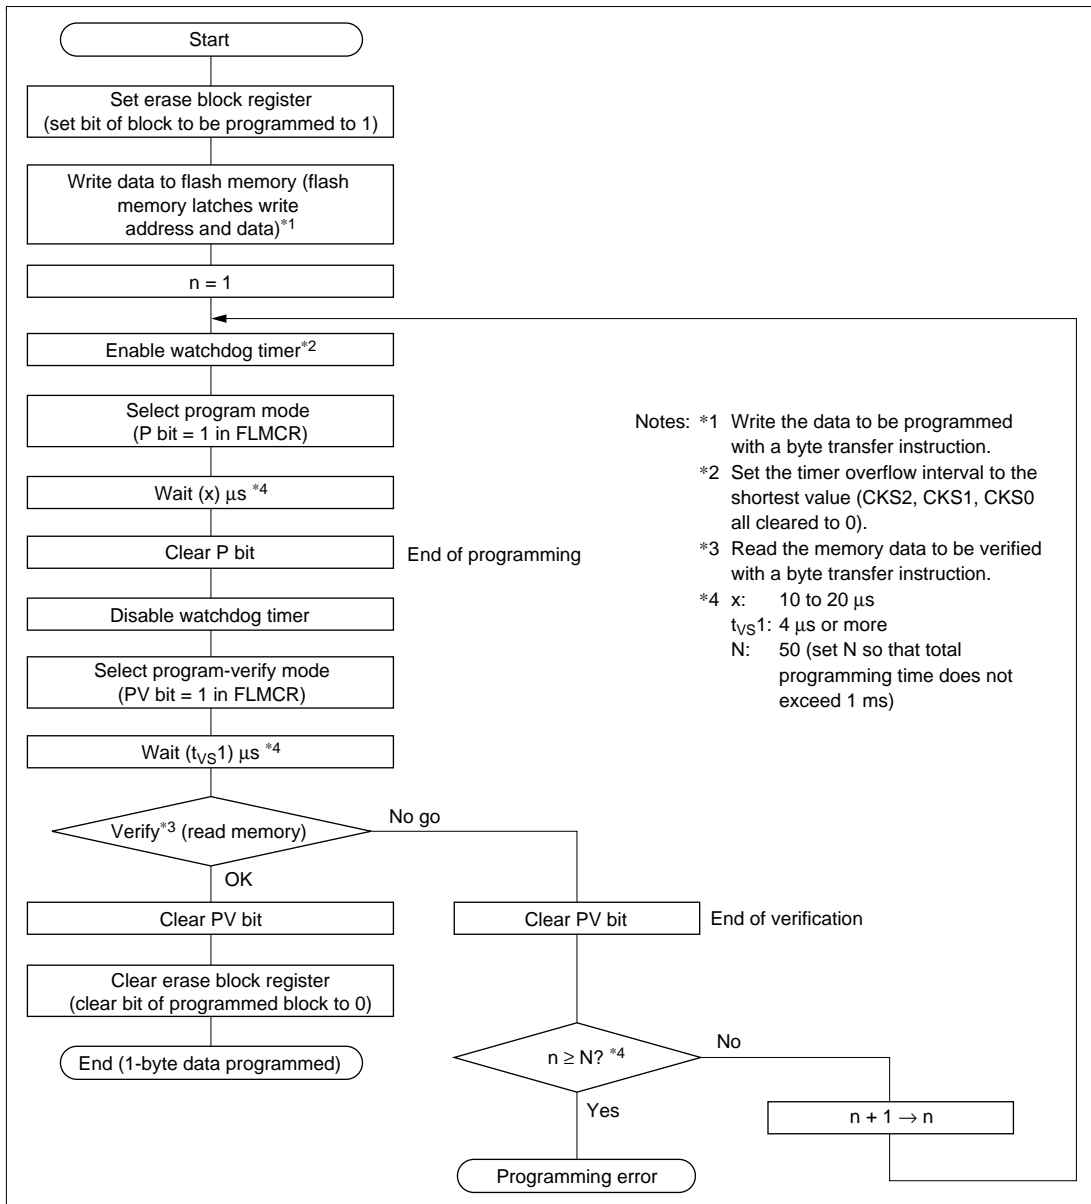 Start
Set erase block register
(set bit of block to be programmed to 1)
Write data to flash memory (flash
memory latches write
address and data)*1
n = 1
Enable watchdog timer*2
Select program mode
(P bit = 1 in FLMCR)
Wait (x) μs *4
Clear P bit
End of programming
Disable watchdog timer
Select program-verify mode
(PV bit = 1 in FLMCR)
Wait (tVS1) μs *4
Verify*3 (read memory)
No go
OK
Clear PV bit
Clear PV bit
End of verification
Clear erase block register
(clear bit of programmed block to 0)
End (1-byte data programmed)
n ≥ N? *4
No
Yes
n + 1 → n
Programming error
Notes: *1 Write the data to be programmed
with a byte transfer instruction.
*2 Set the timer overflow interval to the
shortest value (CKS2, CKS1, CKS0
all cleared to 0).
*3 Read the memory data to be verified
with a byte transfer instruction.
*4 x: 10 to 20 μs
tVS1: 4 μs or more
N: 50 (set N so that total
programming time does not
exceed 1 ms)